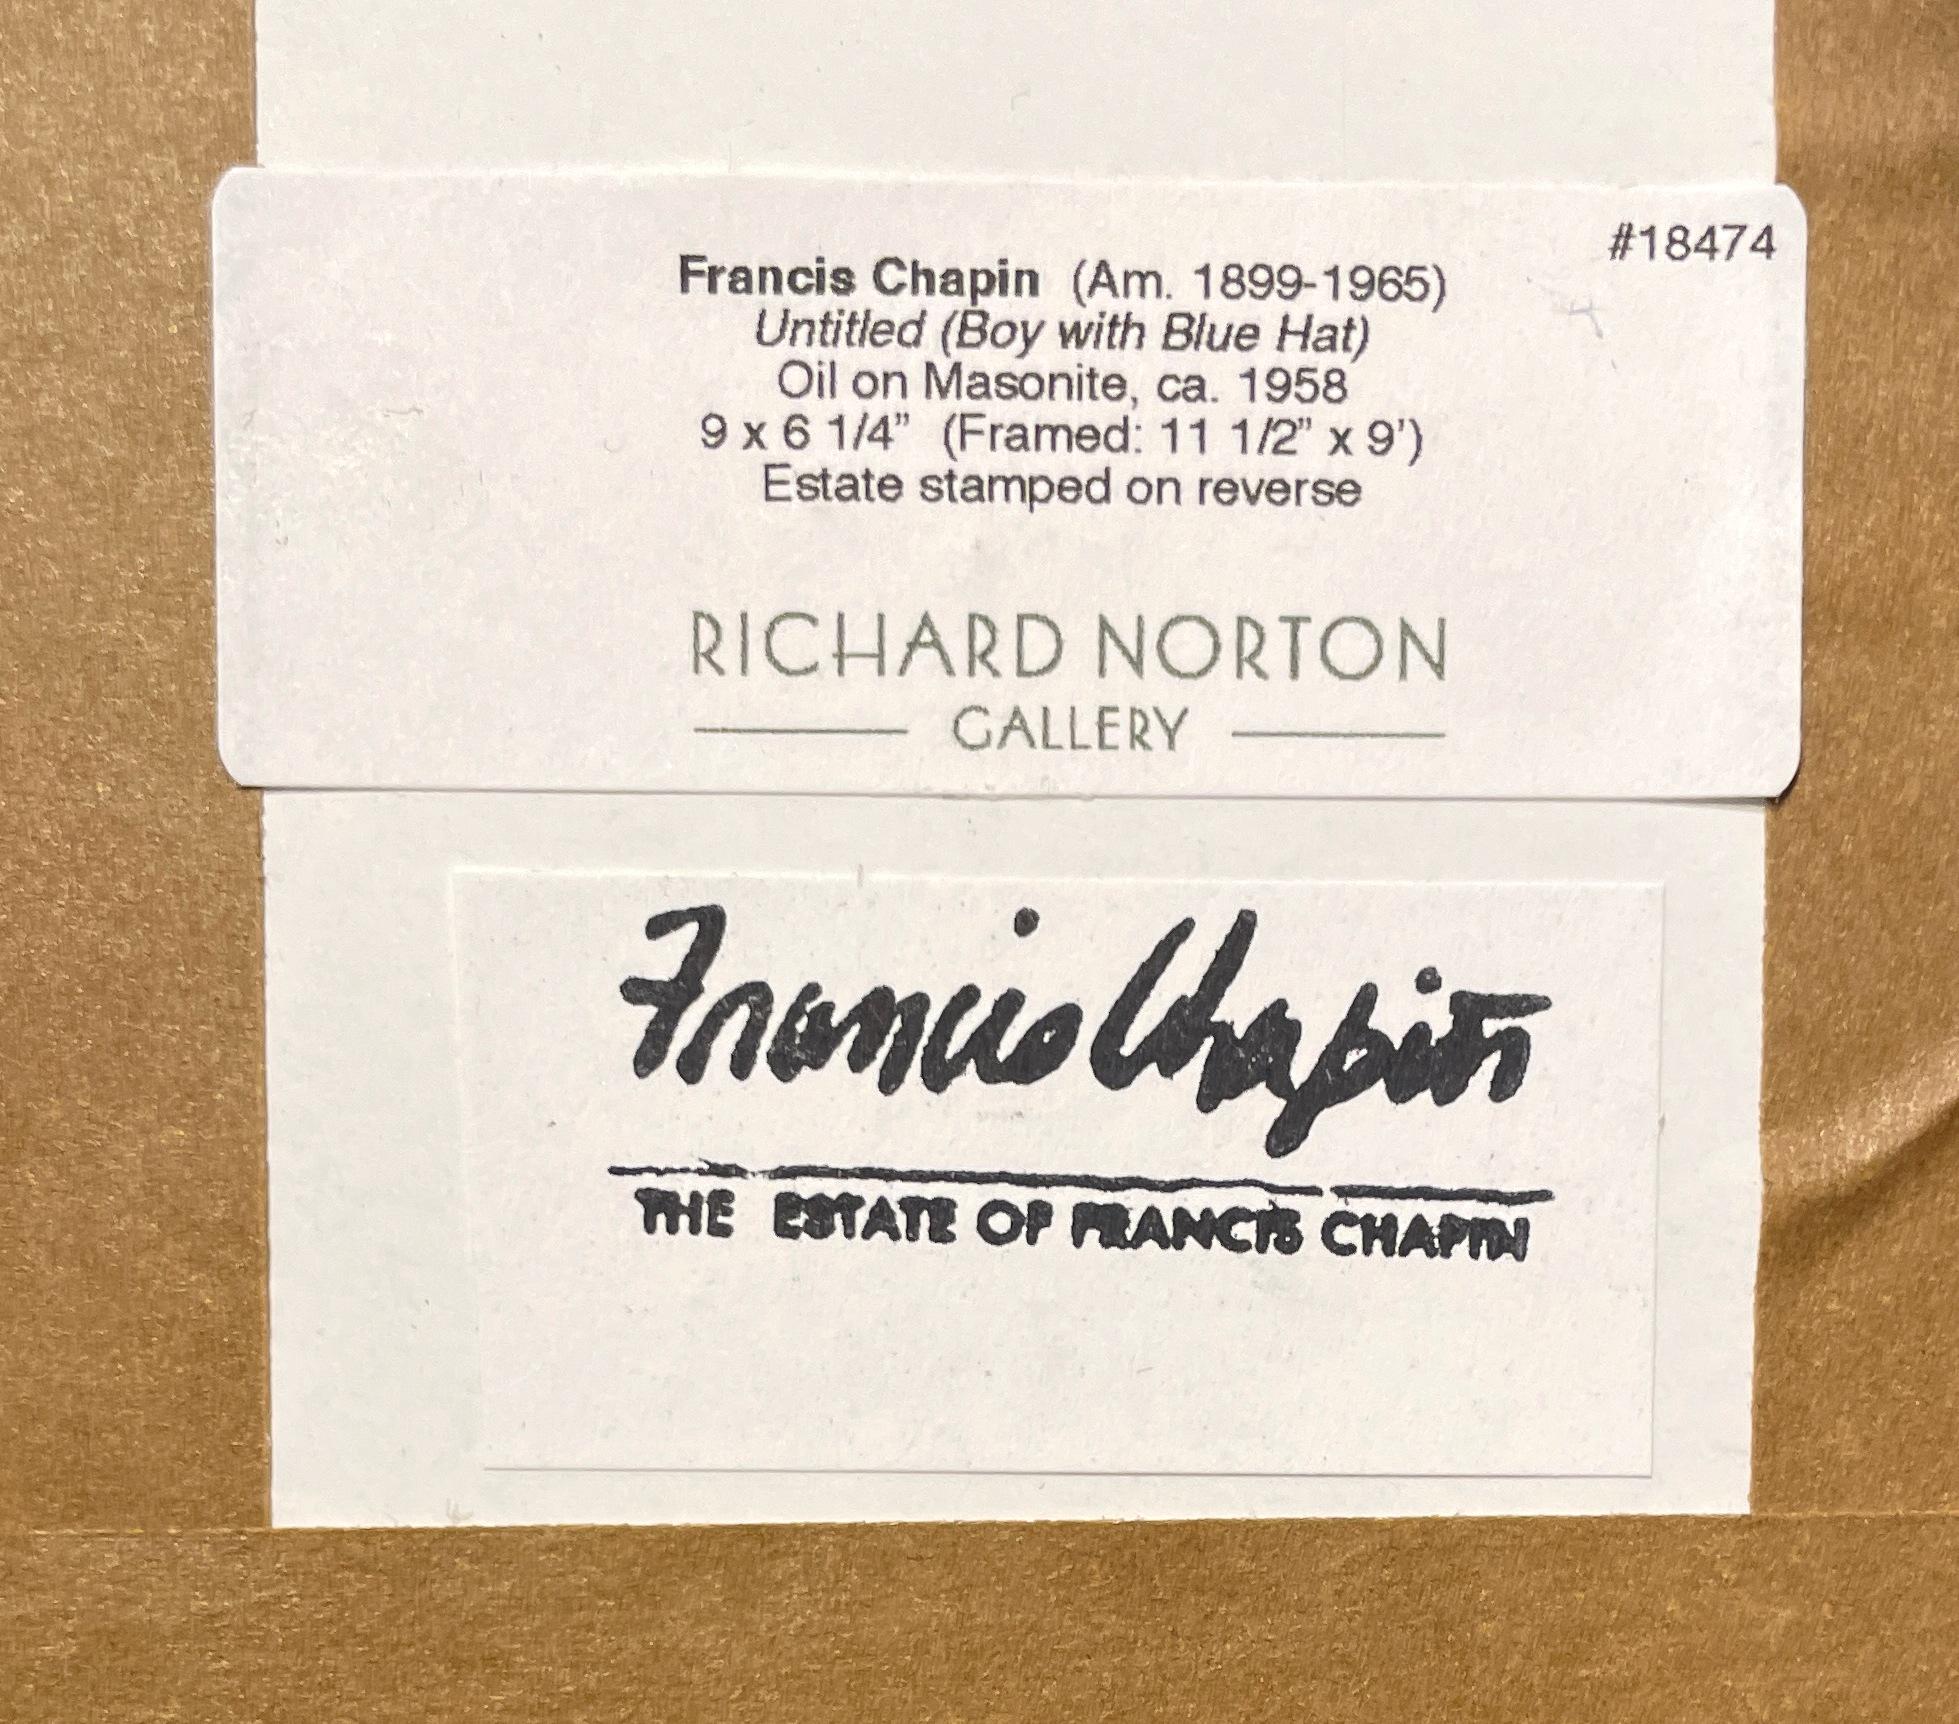 #18474
Francis Chapin (Am. 1899-1965)
Untitled (Boy with Blue Hat)
Oil on Masonite, ca. 1958
9 x 6 1/4” (Framed: 11 1/2” x 9’)
Estate stamped on reverse
RICHARD NORTON
GALLERY
Francis Chapin
THE ESTATE OF FRANCIS CHAPIN